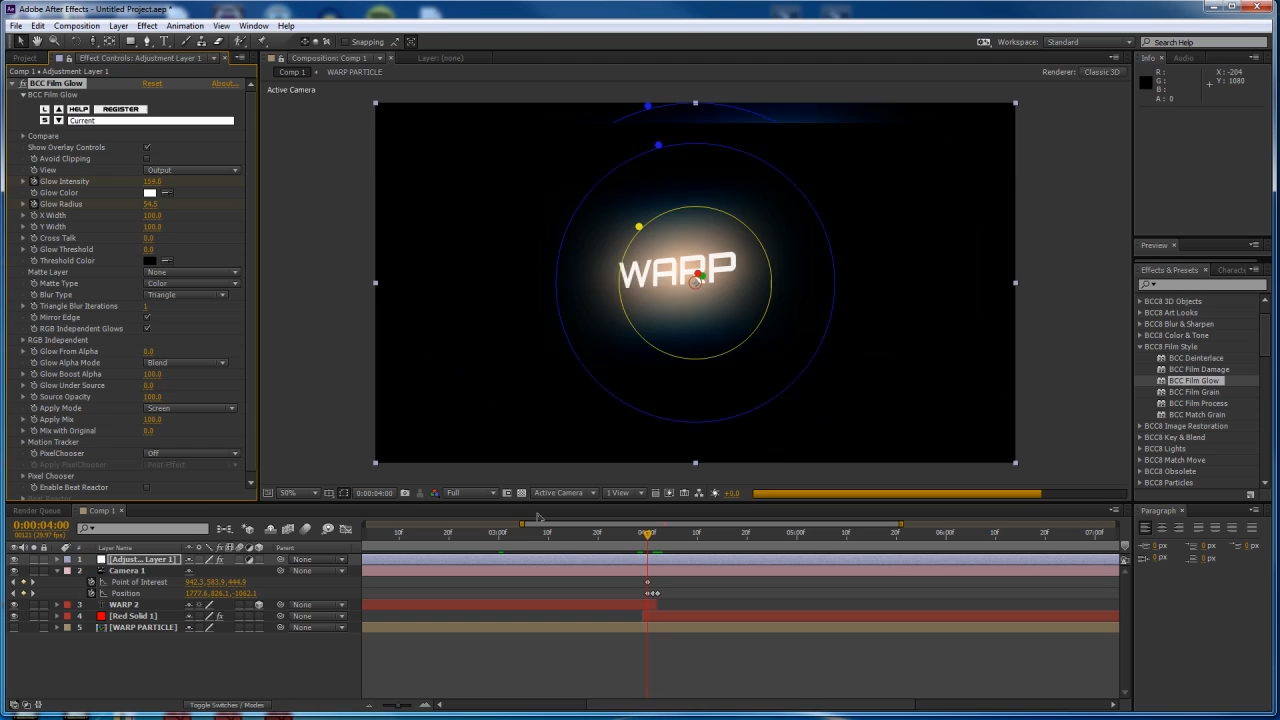 Adobe After Effects - Untitled Project.aep *
File Edit Composition Layer Effect Animation View Window Help
Snapping
Workspace: Standard
Search Help
Project Effect Controls: Adjustment Layer 1
Composition: Comp 1 Layer: (none)
Info Audio
Comp 1 • Adjustment Layer 1
Comp 1 WARP PARTICLE
Renderer: Classic 3D
R : X : -204
G : Y : 1080
B :
A : 0
BCC Film Glow Reset About...
BCC Film Glow
L HELP REGISTER
S Current
Compare
Show Overlay Controls
Avoid Clipping
View Output
Glow Intensity 154.6
Glow Color
Glow Radius 54.5
X Width 100.0
Y Width 100.0
Cross Talk 0.0
Glow Threshold 0.0
Threshold Color
Matte Layer None
Matte Type Color
Blur Type Triangle
Triangle Blur Iterations 1
Mirror Edge
RGB Independent Glows
RGB Independent
Glow From Alpha 0.0
Glow Alpha Mode Blend
Glow Boost Alpha 100.0
Glow Under Source 0.0
Source Opacity 100.0
Apply Mode Screen
Apply Mix 100.0
Mix with Original 0.0
Motion Tracker
PixelChooser Off
Apply PixelChooser Post-Effect
Pixel Chooser
Enable Beat Reactor
Beat Reactor
Active Camera
WARP
50% 0:00:04:00 Full Active Camera 1 View +0.0
Preview
Effects & Presets Charact
BCC8 3D Objects
BCC8 Art Looks
BCC8 Blur & Sharpen
BCC8 Color & Tone
BCC8 Film Style
BCC Deinterlace
BCC Film Damage
BCC Film Glow
BCC Film Grain
BCC Film Process
BCC Match Grain
BCC8 Image Restoration
BCC8 Key & Blend
BCC8 Lights
BCC8 Match Move
BCC8 Obsolete
BCC8 Particles
Paragraph
0 px 0 px
0 px 0 px
0 px
Render Queue Comp 1
0:00:04:00
00121 (29.97 fps)
10f 20f 03:00f 10f 20f 04:00f 10f 20f 05:00f 10f 20f 06:00f 10f 20f 07:00f
# Layer Name Parent
1 [Adjust... Layer 1] None
2 Camera 1 None
Point of Interest 942.3,583.9,444.9
Position 1777.6,826.1,-1062.1
3 WARP 2 None
4 [Red Solid 1] None
5 [WARP PARTICLE] None
Toggle Switches / Modes